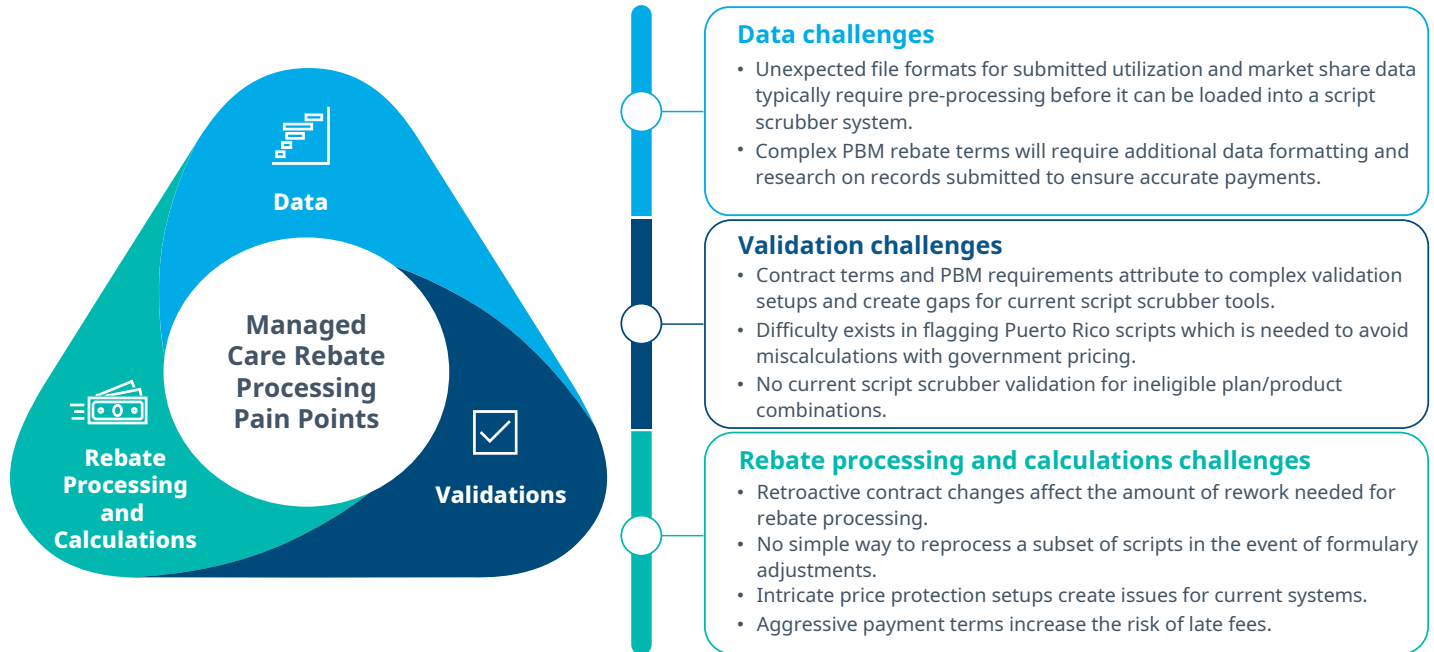 Data
Managed
Care Rebate
Processing
Pain Points
Rebate
Processing
and
Calculations
Validations
Data challenges
• Unexpected file formats for submitted utilization and market share data
typically require pre-processing before it can be loaded into a script
scrubber system.
• Complex PBM rebate terms will require additional data formatting and
research on records submitted to ensure accurate payments.
Validation challenges
• Contract terms and PBM requirements attribute to complex validation
setups and create gaps for current script scrubber tools.
• Difficulty exists in flagging Puerto Rico scripts which is needed to avoid
miscalculations with government pricing.
• No current script scrubber validation for ineligible plan/product
combinations.
Rebate processing and calculations challenges
• Retroactive contract changes affect the amount of rework needed for
rebate processing.
• No simple way to reprocess a subset of scripts in the event of formulary
adjustments.
• Intricate price protection setups create issues for current systems.
• Aggressive payment terms increase the risk of late fees.